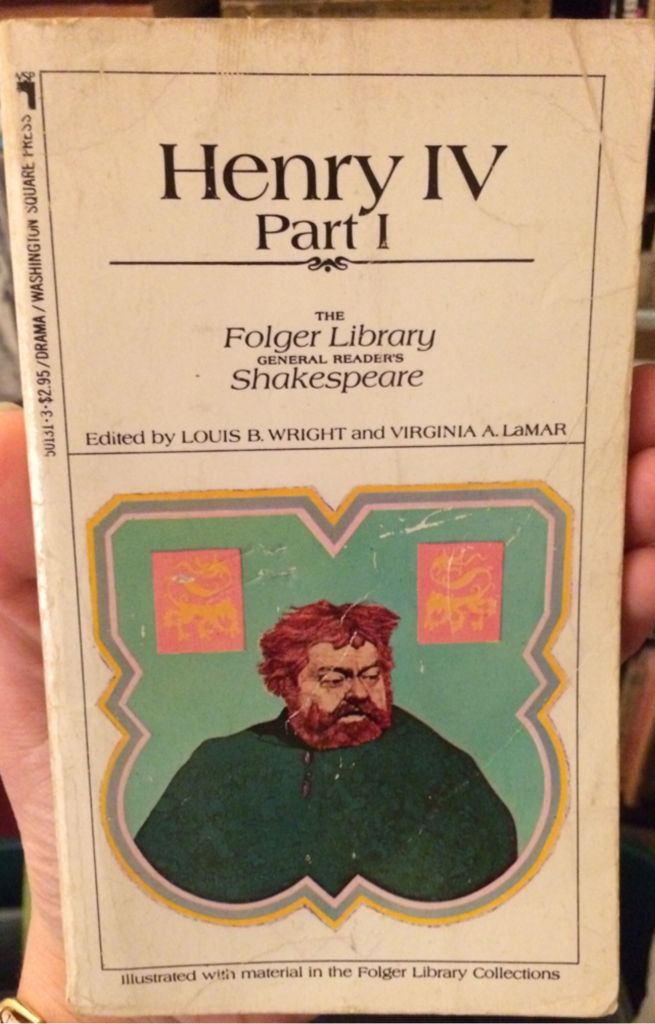 Henry IV
Part I
THE
Folger Library
GENERAL READER'S
Shakespeare
Edited by LOUIS B. WRIGHT and VIRGINIA A. LaMAR
50131-3·$2.95/DRAMA/WASHINGTON SQUARE PRESS
Illustrated with material in the Folger Library Collections